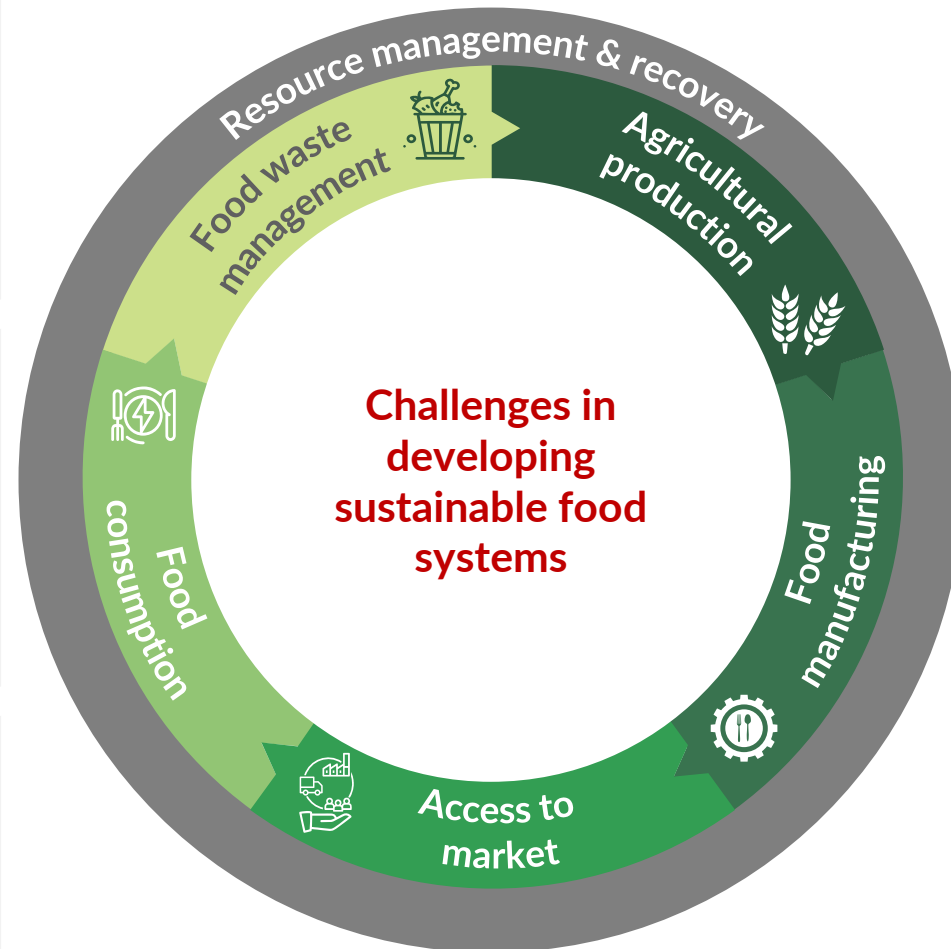 Resource management & recovery
Agricultural
production
Food
manufacturing
Access to
market
Food
consumption
Food waste
management
Challenges in
developing
sustainable food
systems